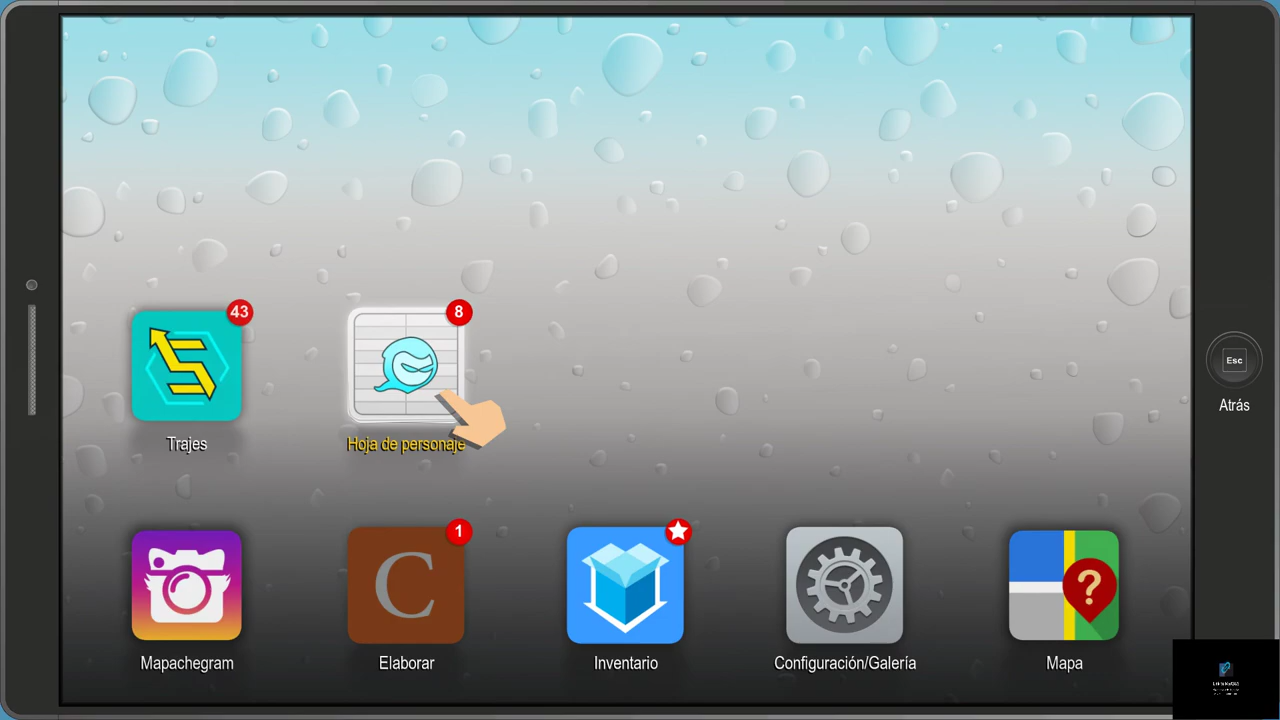 43
8
Esc
Atrás
Trajes
Hoja de personaje
1
C
Mapachegram
Elaborar
Inventario
Configuración/Galería
?
Mapa